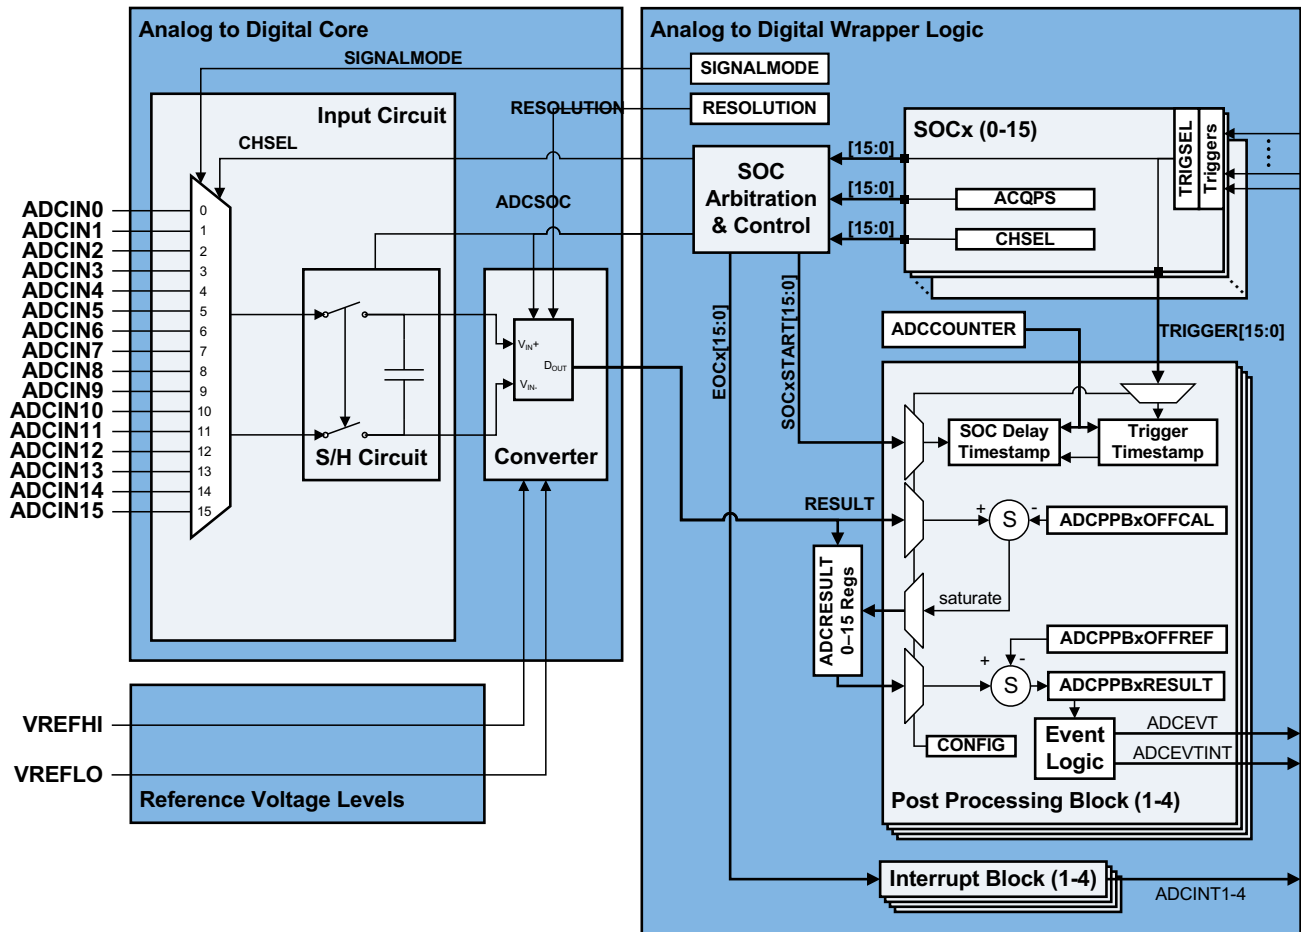 Analog to Digital Core
SIGNALMODE
RESOLUTION
Input Circuit
CHSEL
ADCSOC
ADCIN0
ADCIN1
ADCIN2
ADCIN3
ADCIN4
ADCIN5
ADCIN6
ADCIN7
ADCIN8
ADCIN9
ADCIN10
ADCIN11
ADCIN12
ADCIN13
ADCIN14
ADCIN15
0
1
2
3
4
5
6
7
8
9
10
11
12
13
14
15
S/H Circuit
VIN+
DOUT
VIN-
Converter
VREFHI
VREFLO
Reference Voltage Levels
Analog to Digital Wrapper Logic
SIGNALMODE
RESOLUTION
SOC
Arbitration
& Control
[15:0]
[15:0]
[15:0]
SOCx (0-15)
TRIGSEL
Triggers
ACQPS
CHSEL
EOCx[15:0]
SOCxSTART[15:0]
TRIGGER[15:0]
ADCCOUNTER
SOC Delay
Timestamp
Trigger
Timestamp
RESULT
+
S
-
ADCPPBxOFFCAL
saturate
ADCRESULT
0–15 Regs
ADCPPBxOFFREF
+
-
S
ADCPPBxRESULT
CONFIG
Event
Logic
ADCEVT
ADCEVTINT
Post Processing Block (1-4)
Interrupt Block (1-4)
ADCINT1-4